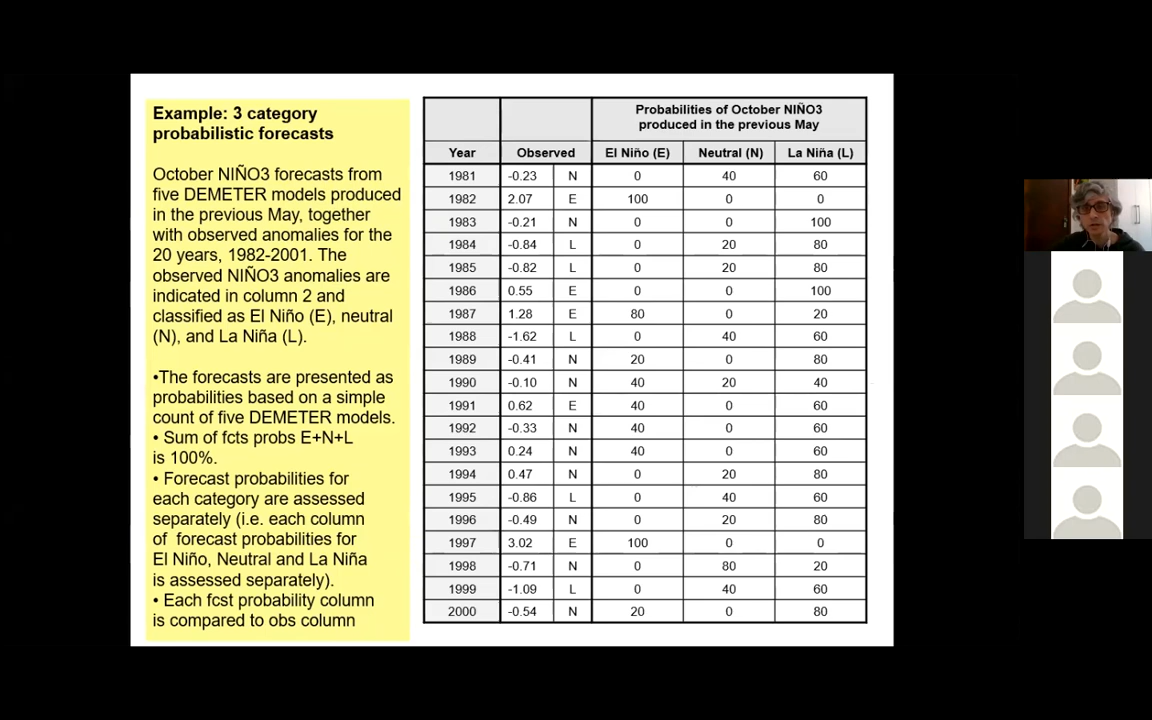 Example: 3 category
probabilistic forecasts
October NIÑO3 forecasts from
five DEMETER models produced
in the previous May, together
with observed anomalies for the
20 years, 1982-2001. The
observed NIÑO3 anomalies are
indicated in column 2 and
classified as El Niño (E), neutral
(N), and La Niña (L).
•The forecasts are presented as
probabilities based on a simple
count of five DEMETER models.
• Sum of fcts probs E+N+L
is 100%.
• Forecast probabilities for
each category are assessed
separately (i.e. each column
of forecast probabilities for
El Niño, Neutral and La Niña
is assessed separately).
• Each fcst probability column
is compared to obs column
Probabilities of October NIÑO3
produced in the previous May
Year Observed El Niño (E) Neutral (N) La Niña (L)
1981 -0.23 N 0 40 60
1982 2.07 E 100 0 0
1983 -0.21 N 0 0 100
1984 -0.84 L 0 20 80
1985 -0.82 L 0 20 80
1986 0.55 E 0 0 100
1987 1.28 E 80 0 20
1988 -1.62 L 0 40 60
1989 -0.41 N 20 0 80
1990 -0.10 N 40 20 40
1991 0.62 E 40 0 60
1992 -0.33 N 40 0 60
1993 0.24 N 40 0 60
1994 0.47 N 0 20 80
1995 -0.86 L 0 40 60
1996 -0.49 N 0 20 80
1997 3.02 E 100 0 0
1998 -0.71 N 0 80 20
1999 -1.09 L 0 40 60
2000 -0.54 N 20 0 80